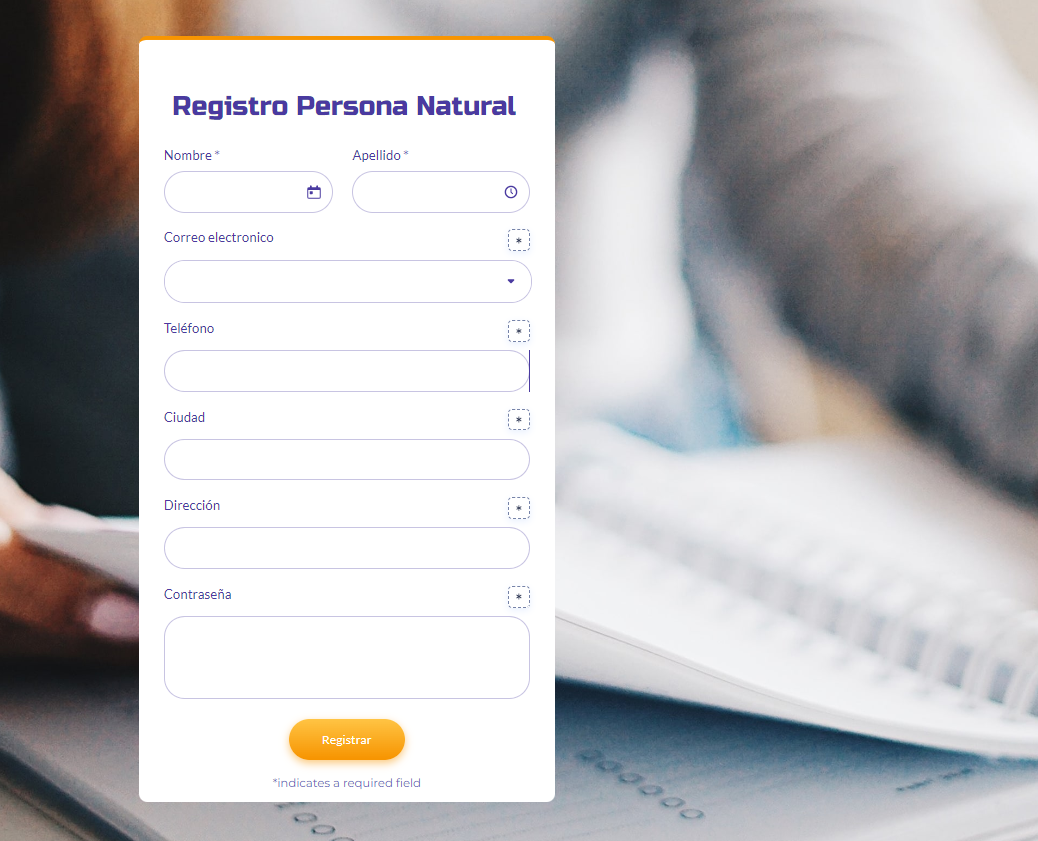 Registro Persona Natural
Nombre * Apellido *
Correo electronico *
Teléfono *
Ciudad *
Dirección *
Contraseña *
Registrar
*indicates a required field